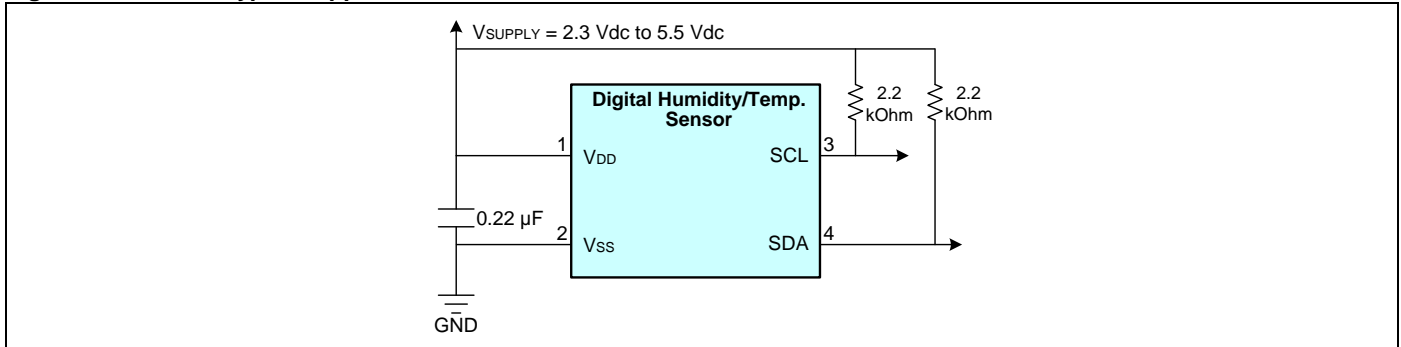 VSUPPLY = 2.3 Vdc to 5.5 Vdc
Digital Humidity/Temp.
Sensor
2.2
kOhm
2.2
kOhm
1
VDD
SCL
3
0.22 µF
2
VSS
SDA
4
GND